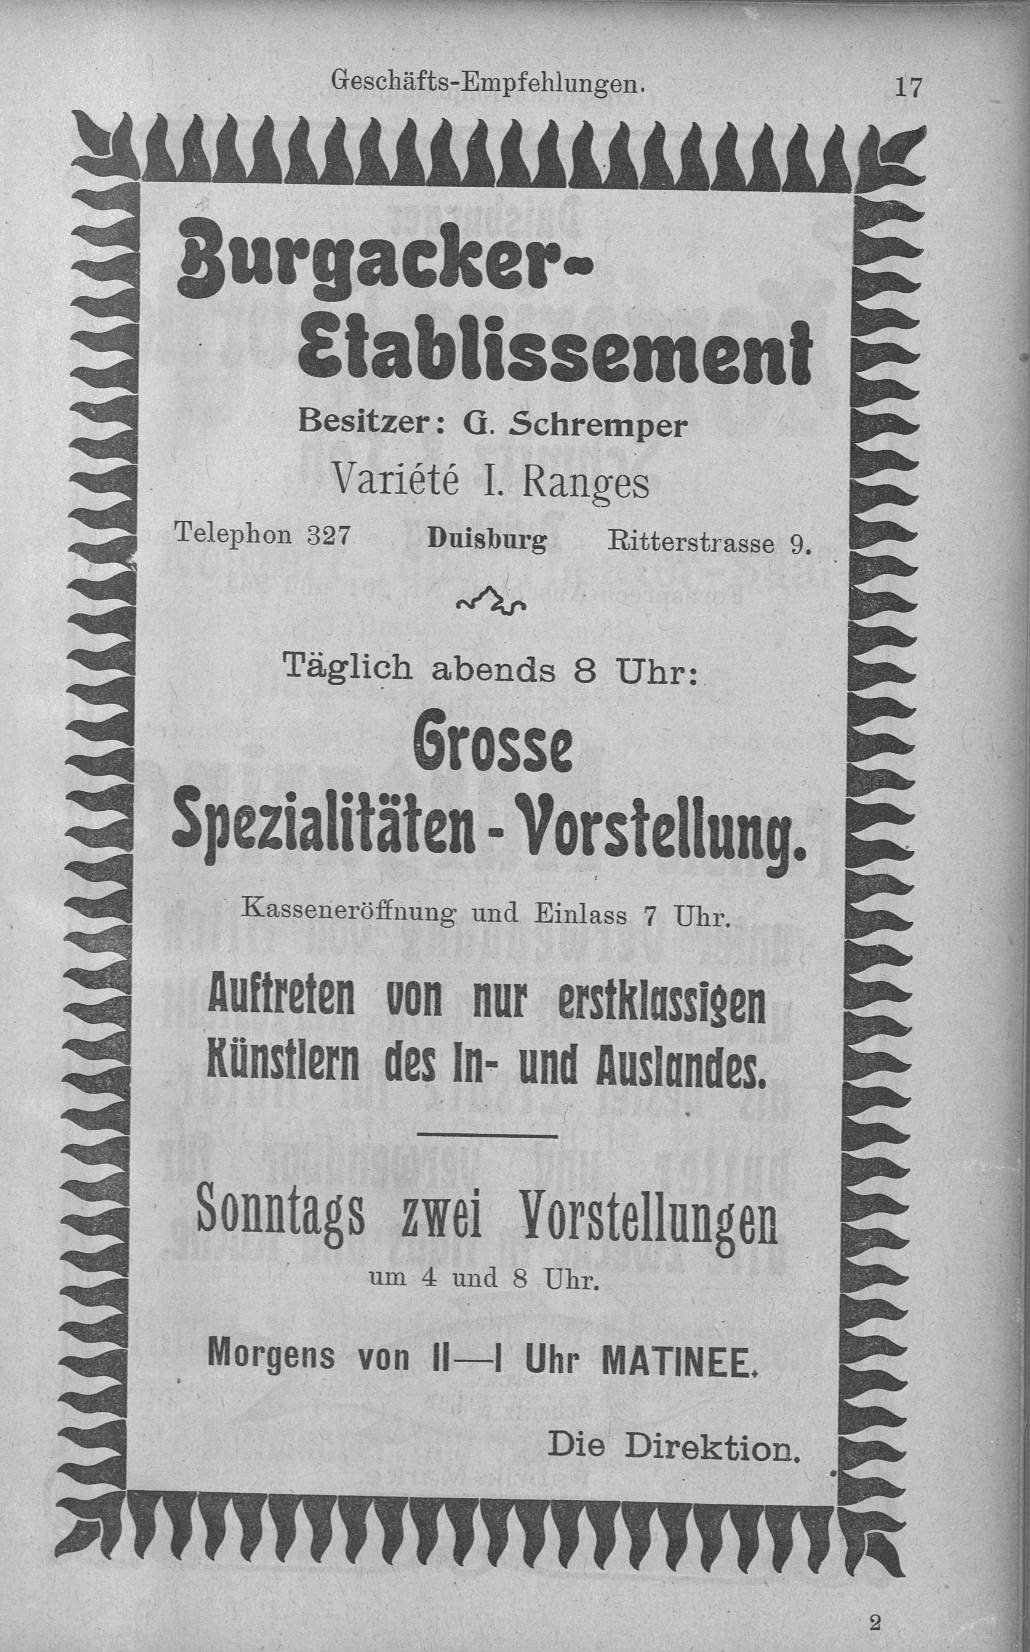 Geschäfts-Empfehlungen. 17
Burgacker-
Etablissement
Besitzer: G. Schremper
Variété I. Ranges
Telephon 327 Duisburg Ritterstrasse 9.
Täglich abends 8 Uhr:
Grosse
Spezialitäten-Vorstellung.
Kasseneröffnung und Einlass 7 Uhr.
Auftreten von nur erstklassigen
Künstlern des In- und Auslandes.
Sonntags zwei Vorstellungen
um 4 und 8 Uhr.
Morgens von 11—1 Uhr MATINEE.
Die Direktion.
2